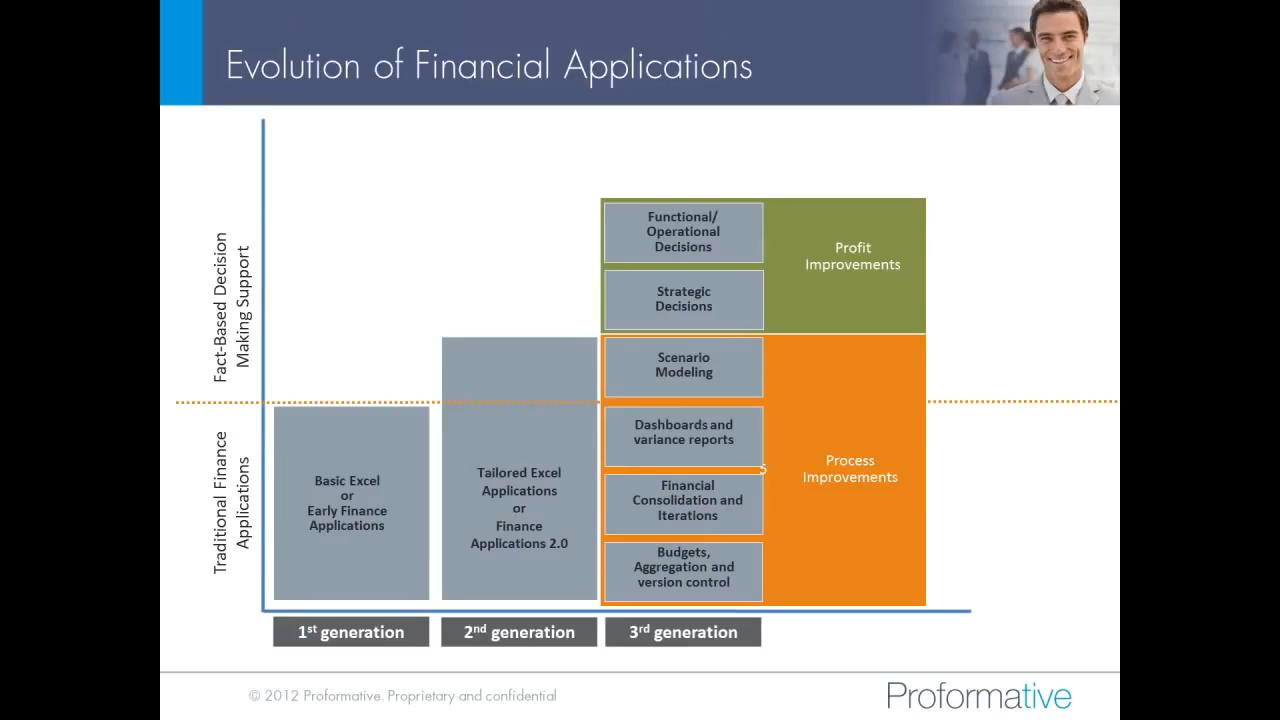 Evolution of Financial Applications
Fact-Based Decision
Making Support
Traditional Finance
Applications
Basic Excel
or
Early Finance
Applications
Tailored Excel
Applications
or
Finance
Applications 2.0
Functional/
Operational
Decisions
Strategic
Decisions
Scenario
Modeling
Dashboards and
variance reports
5
Financial
Consolidation and
Iterations
Budgets,
Aggregation and
version control
Profit
Improvements
Process
Improvements
1st generation
2nd generation
3rd generation
© 2012 Proformative. Proprietary and confidential
Proformative